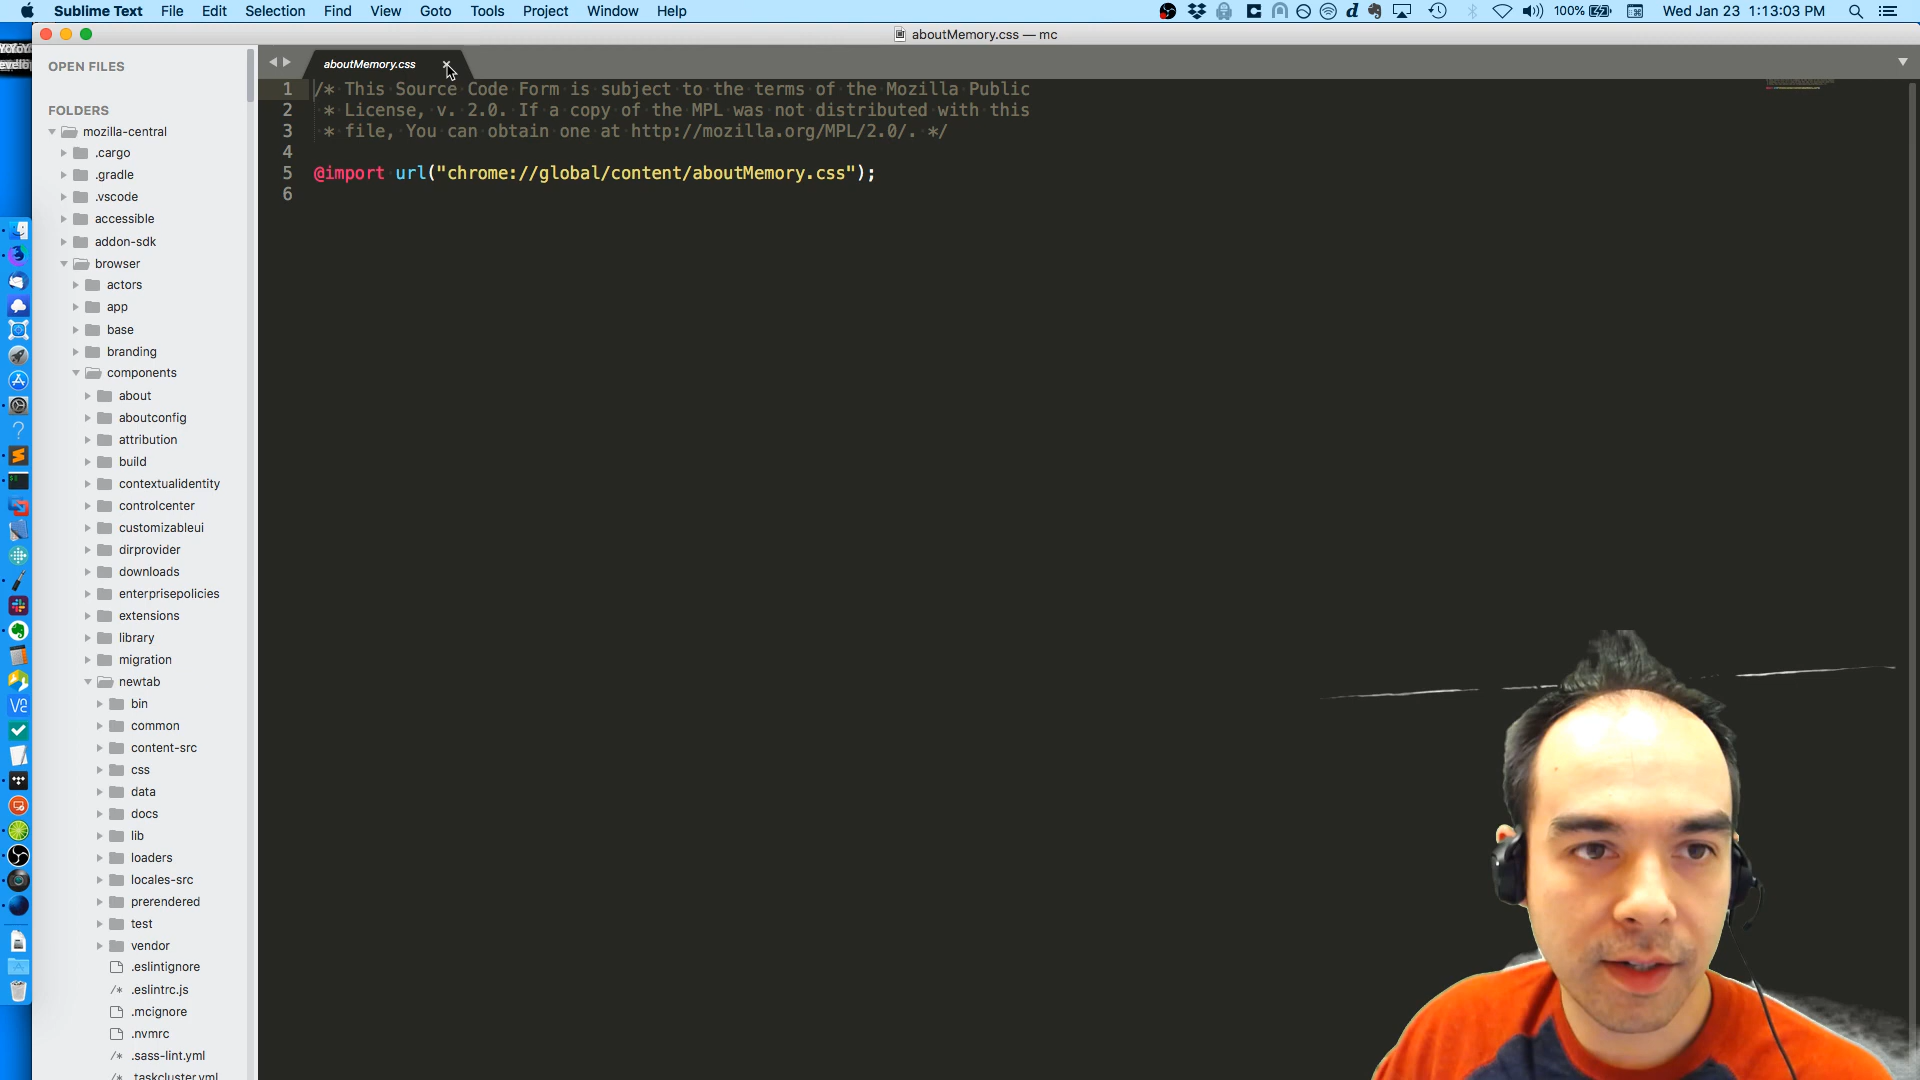 Sublime Text File Edit Selection Find View Goto Tools Project Window Help
100% Wed Jan 23 1:13:03 PM
aboutMemory.css — mc
OPEN FILES
FOLDERS
mozilla-central
.cargo
.gradle
.vscode
accessible
addon-sdk
browser
actors
app
base
branding
components
about
aboutconfig
attribution
build
contextualidentity
controlcenter
customizableui
dirprovider
downloads
enterprisepolicies
extensions
library
migration
newtab
bin
common
content-src
css
data
docs
lib
loaders
locales-src
prerendered
test
vendor
.eslintignore
/* .eslintrc.js
.mcignore
.nvmrc
/* .sass-lint.yml
/* .taskcluster.yml
aboutMemory.css
1 /* This Source Code Form is subject to the terms of the Mozilla Public
2 * License, v. 2.0. If a copy of the MPL was not distributed with this
3 * file, You can obtain one at http://mozilla.org/MPL/2.0/. */
4
5 @import url("chrome://global/content/aboutMemory.css");
6